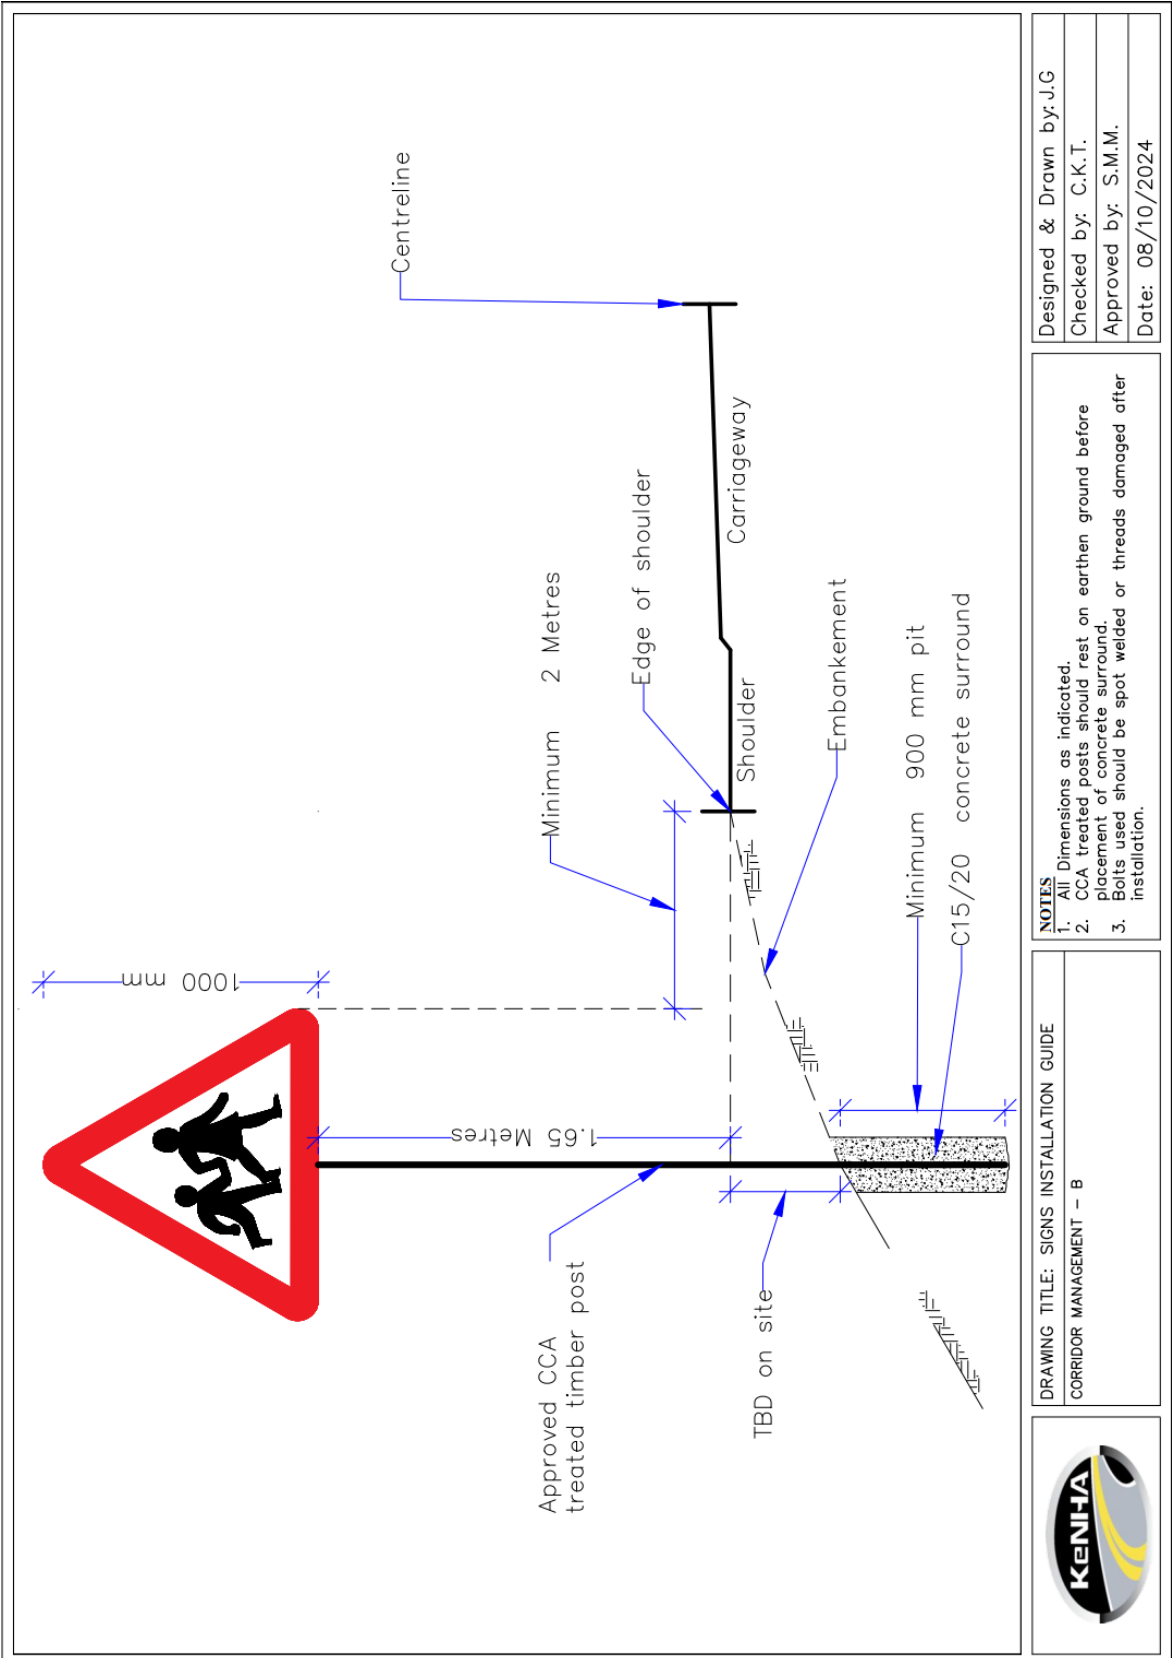 1000 mm
Centreline
1.65 Metres
Minimum 2 Metres
Edge of shoulder
Approved CCA
treated timber post
Carriageway
Shoulder
TBD on site
Embankement
Minimum 900 mm pit
C15/20 concrete surround
KeNHA
DRAWING TITLE: SIGNS INSTALLATION GUIDE
CORRIDOR MANAGEMENT - B
NOTES
1. All Dimensions as indicated.
2. CCA treated posts should rest on earthen ground before
placement of concrete surround.
3. Bolts used should be spot welded or threads damaged after
installation.
Designed & Drawn by: J.G
Checked by: C.K.T.
Approved by: S.M.M.
Date: 08/10/2024